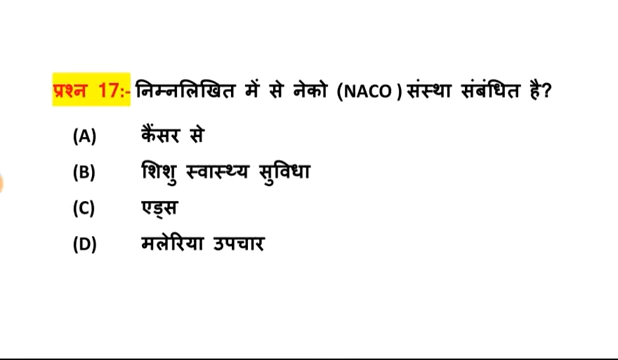 प्रश्न 17:- निम्नलिखित में से नेको (NACO ) संस्था संबंधित है?
(A) कैंसर से
(B) शिशु स्वास्थ्य सुविधा
(C) एड्स
(D) मलेरिया उपचार